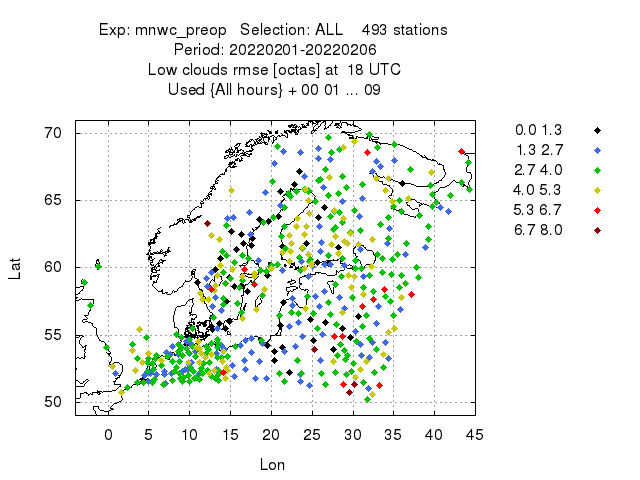 Exp: mnwc_preop   Selection: ALL    493 stations
Period: 20220201-20220206
Low clouds rmse [octas] at  18 UTC
Used {All hours} + 00 01 ... 09
0.0 1.3
1.3 2.7
2.7 4.0
4.0 5.3
5.3 6.7
6.7 8.0
70
65
60
55
50
Lat
0 5 10 15 20 25 30 35 40 45
Lon